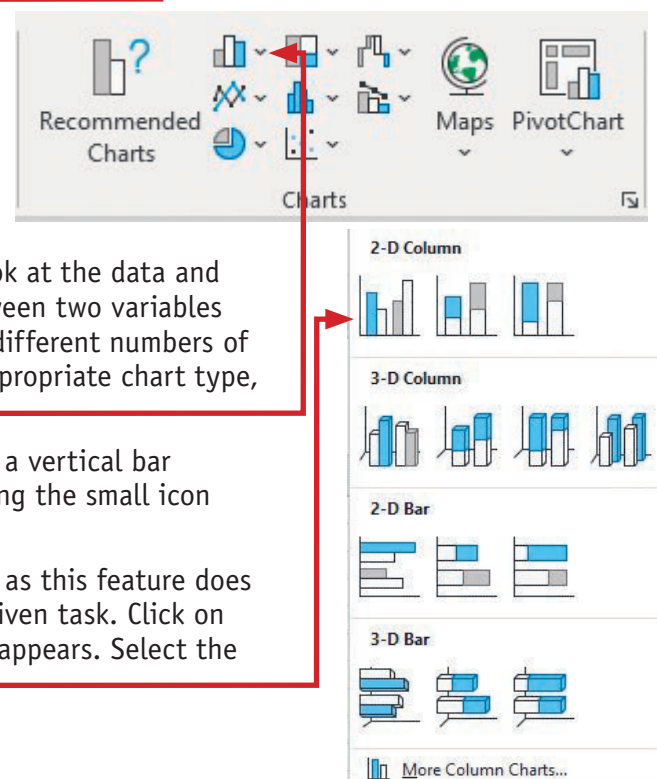 Recommended
Charts
Maps
PivotChart
Charts
ok at the data and
ween two variables
different numbers of
propriate chart type,
a vertical bar
ng the small icon
as this feature does
iven task. Click on
appears. Select the
2-D Column
3-D Column
2-D Bar
3-D Bar
More Column Charts...